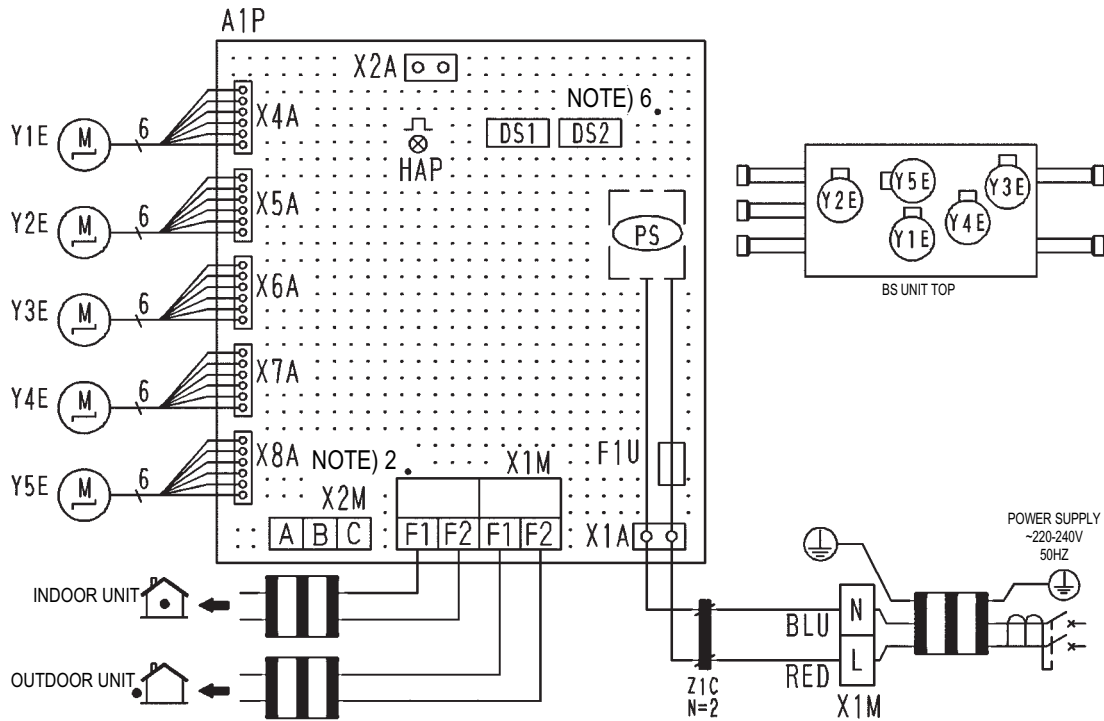 A1P
X2A
NOTE) 6
DS1 DS2
HAP
Y1E M 6 X4A
Y2E M 6 X5A
Y3E M 6 X6A
Y4E M 6 X7A
Y5E M 6 X8A
PS
Y2E Y5E Y3E
Y1E Y4E
BS UNIT TOP
NOTE) 2
X2M X1M F1U
A B C F1 F2 F1 F2 X1A
POWER SUPPLY
~220-240V
50HZ
INDOOR UNIT
OUTDOOR UNIT
BLU N
RED L
Z1C
N=2
X1M